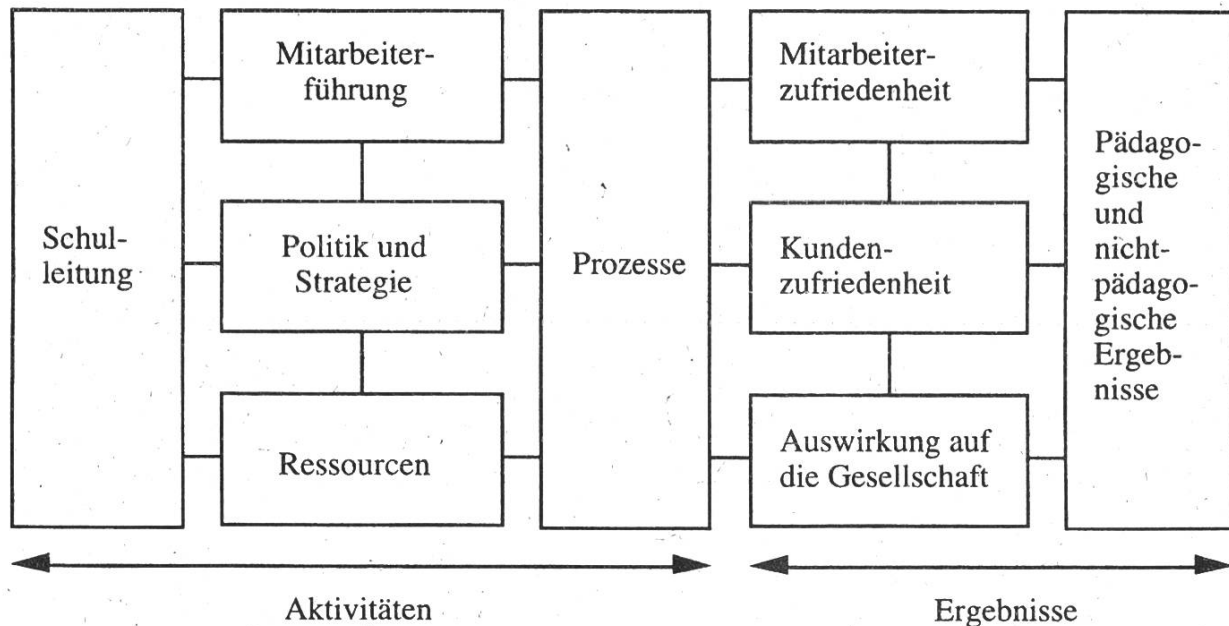 Schul-
leitung
Mitarbeiter-
führung
Politik und
Strategie
Ressourcen
Prozesse
Mitarbeiter-
zufriedenheit
Kunden-
zufriedenheit
Auswirkung auf
die Gesellschaft
Pädago-
gische
und
nicht-
pädago-
gische
Ergeb-
nisse
Aktivitäten
Ergebnisse